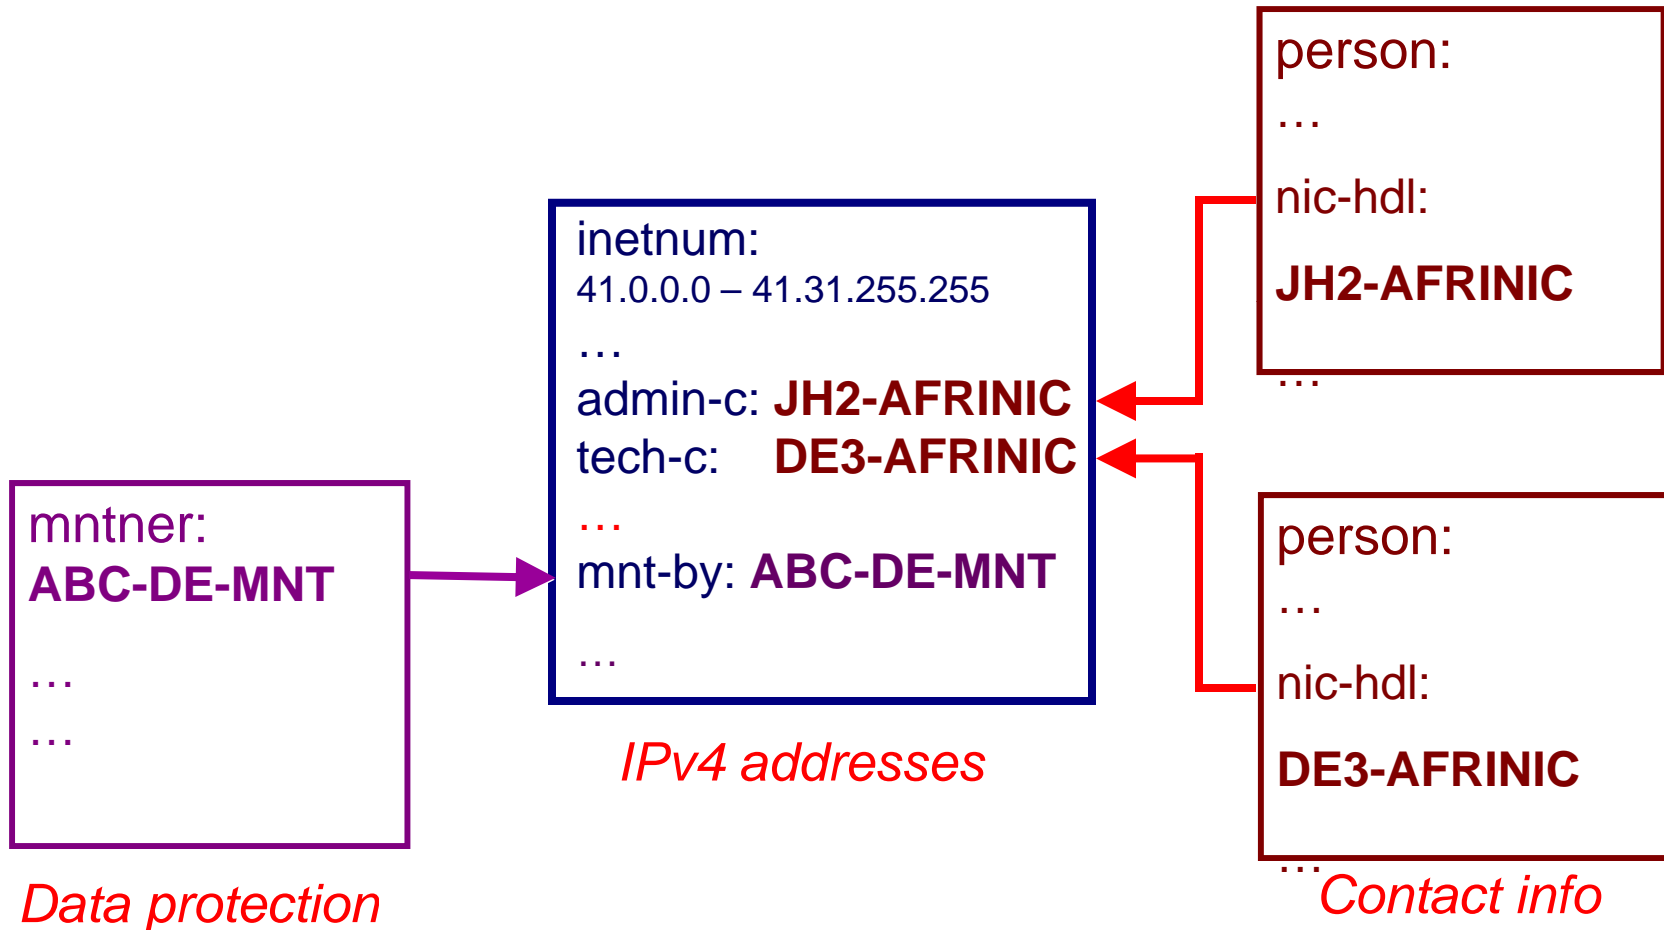 mntner:
ABC-DE-MNT
…
…
Data protection
inetnum:
41.0.0.0 – 41.31.255.255
…
admin-c: JH2-AFRINIC
tech-c: DE3-AFRINIC
…
mnt-by: ABC-DE-MNT
…
IPv4 addresses
person:
…
nic-hdl:
JH2-AFRINIC
…
person:
…
nic-hdl:
DE3-AFRINIC
…
Contact info